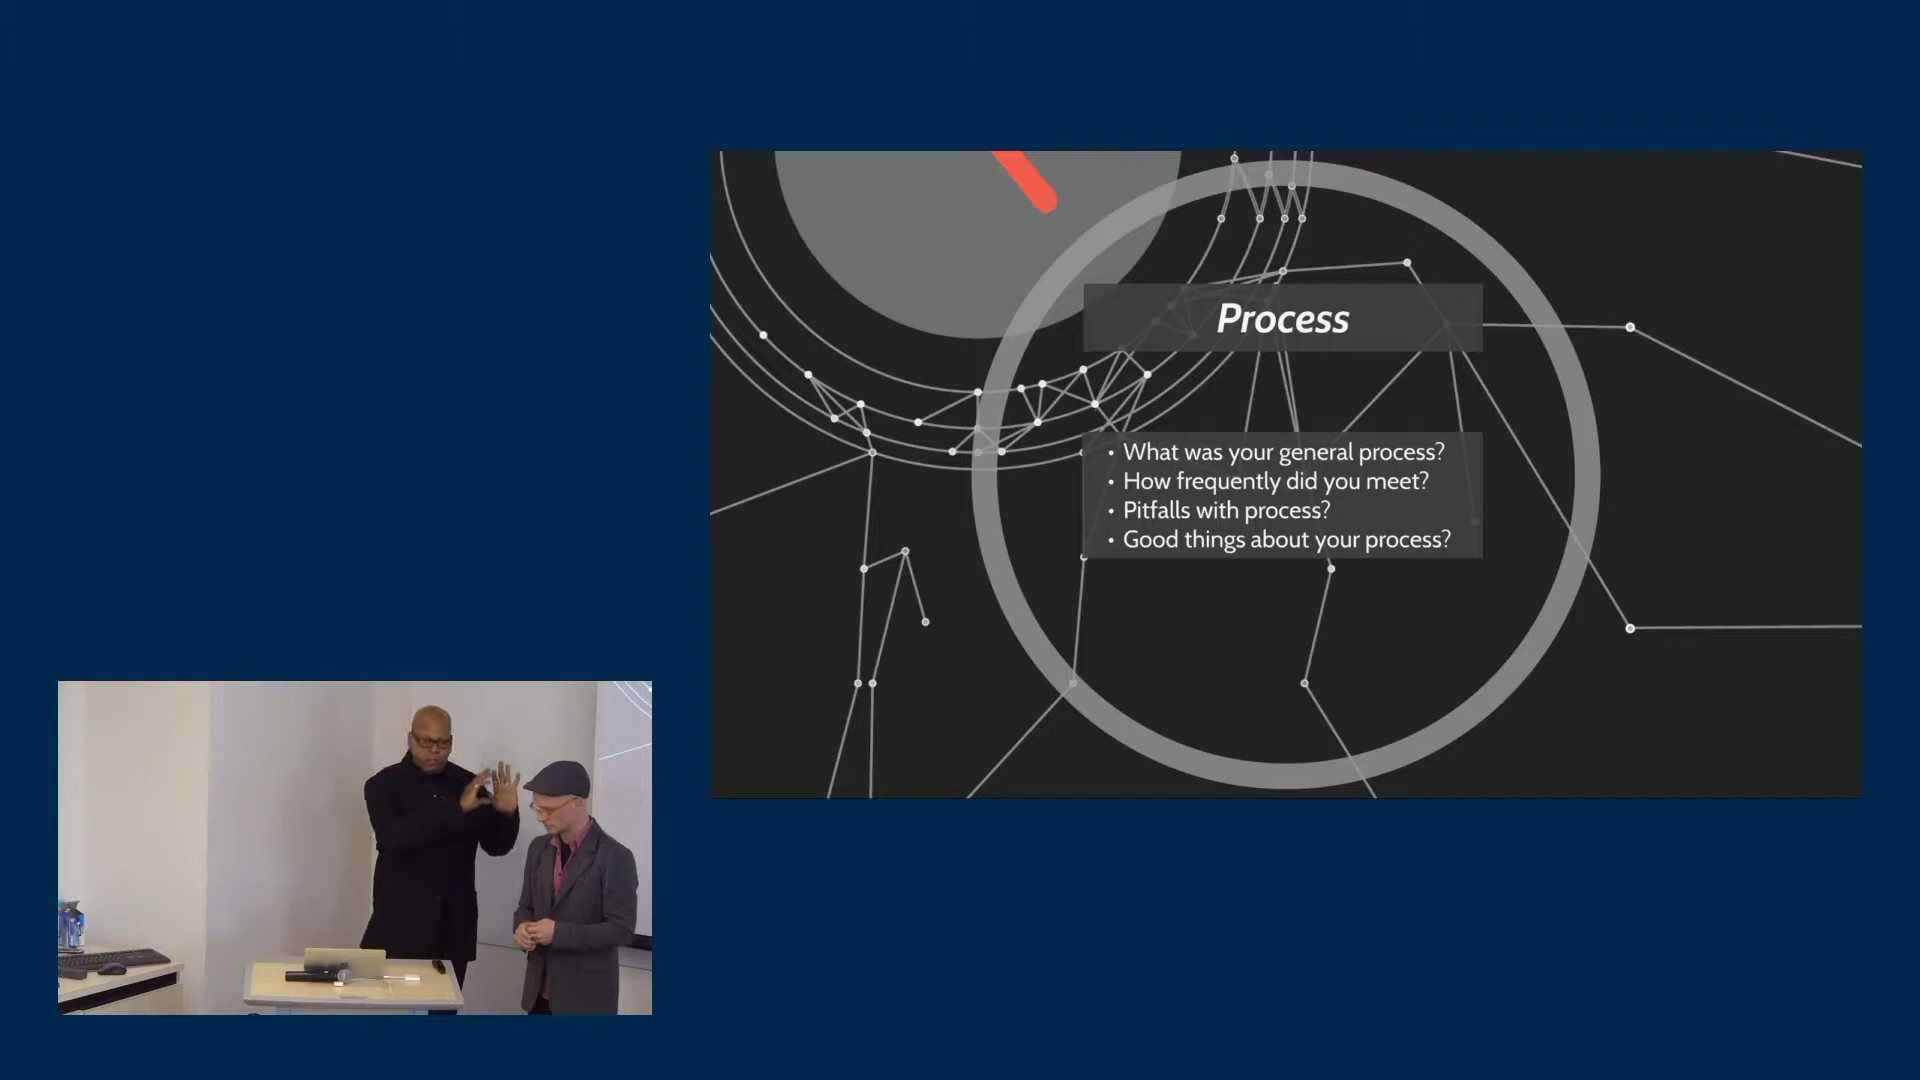 Process
• What was your general process?
• How frequently did you meet?
• Pitfalls with process?
• Good things about your process?